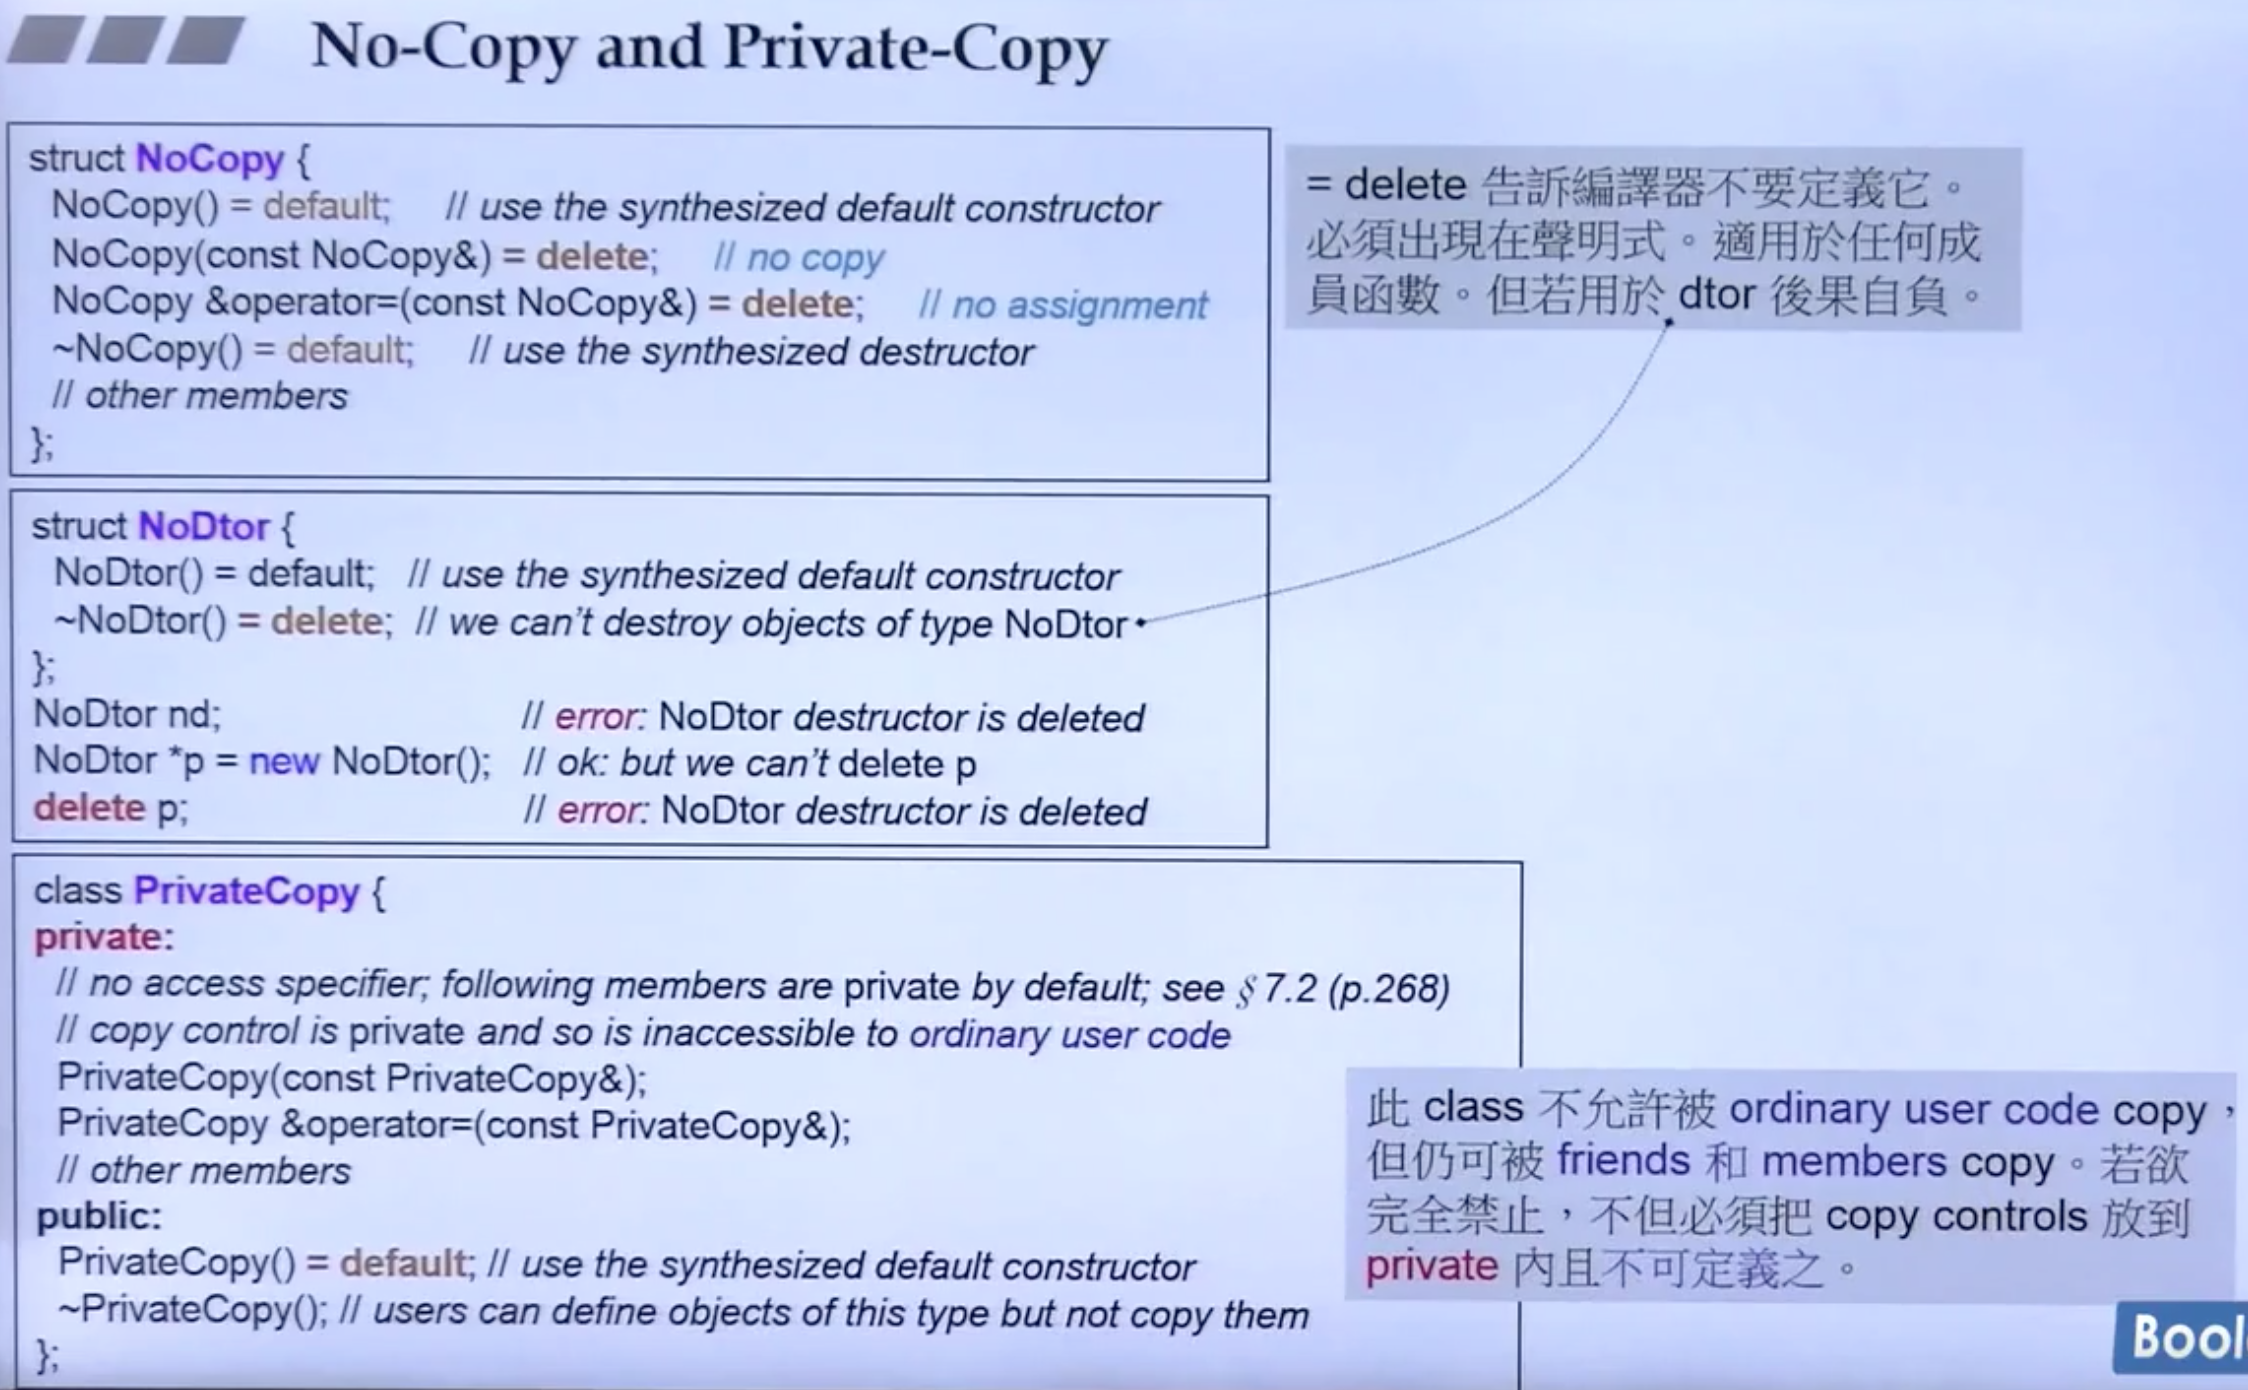 No-Copy and Private-Copy
struct NoCopy {
NoCopy() = default; // use the synthesized default constructor
NoCopy(const NoCopy&) = delete; // no copy
NoCopy &operator=(const NoCopy&) = delete; // no assignment
~NoCopy() = default; // use the synthesized destructor
// other members
};
= delete 告訴編譯器不要定義它。
必須出現在聲明式。適用於任何成
員函數。但若用於 dtor 後果自負。
struct NoDtor {
NoDtor() = default; // use the synthesized default constructor
~NoDtor() = delete; // we can't destroy objects of type NoDtor
};
NoDtor nd; // error: NoDtor destructor is deleted
NoDtor *p = new NoDtor(); // ok: but we can't delete p
delete p; // error: NoDtor destructor is deleted
class PrivateCopy {
private:
// no access specifier; following members are private by default; see §7.2 (p.268)
// copy control is private and so is inaccessible to ordinary user code
PrivateCopy(const PrivateCopy&);
PrivateCopy &operator=(const PrivateCopy&);
// other members
public:
PrivateCopy() = default; // use the synthesized default constructor
~PrivateCopy(); // users can define objects of this type but not copy them
};
此 class 不允許被 ordinary user code copy，
但仍可被 friends 和 members copy。若欲
完全禁止，不但必須把 copy controls 放到
private 內且不可定義之。